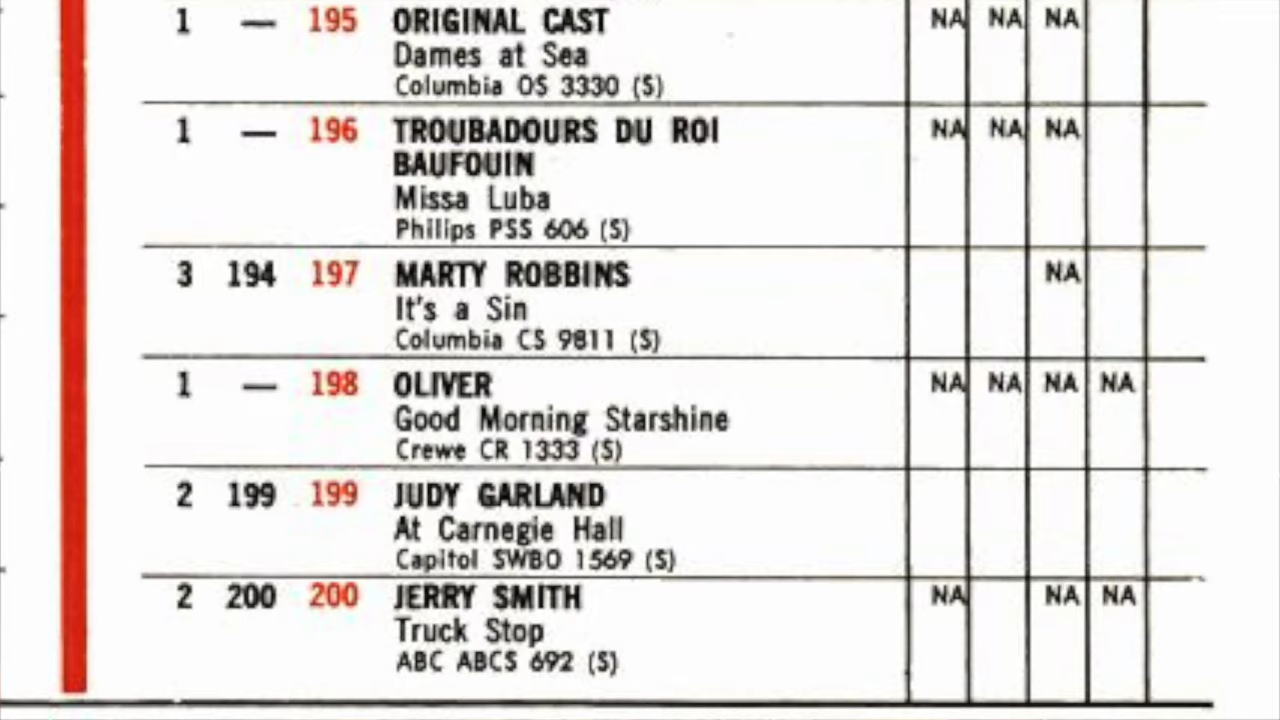 1 — 195 ORIGINAL CAST NA NA NA
Dames at Sea
Columbia OS 3330 (S)
1 — 196 TROUBADOURS DU ROI NA NA NA
BAUFOUIN
Missa Luba
Philips PSS 606 (S)
3 194 197 MARTY ROBBINS NA
It's a Sin
Columbia CS 9811 (S)
1 — 198 OLIVER NA NA NA NA
Good Morning Starshine
Crewe CR 1333 (S)
2 199 199 JUDY GARLAND
At Carnegie Hall
Capitol SWBO 1569 (S)
2 200 200 JERRY SMITH NA NA NA
Truck Stop
ABC ABCS 692 (S)